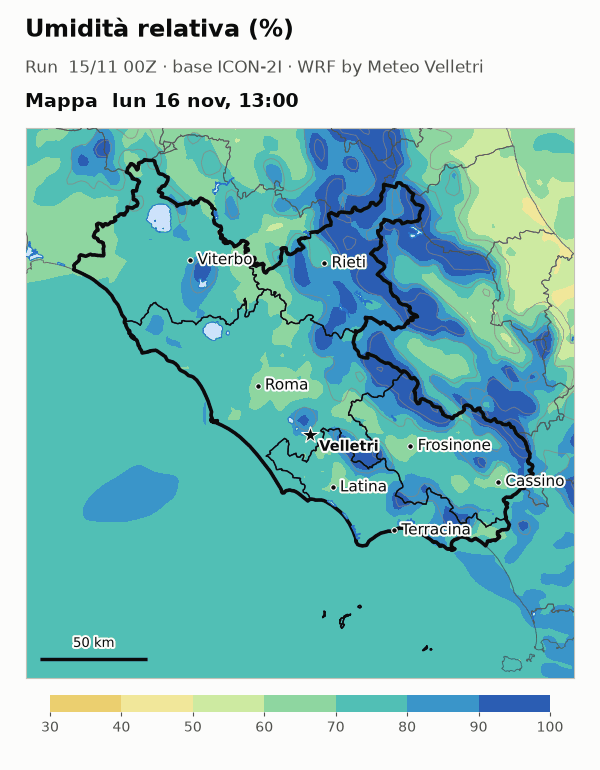 Umidità relativa (%)
Run  15/11 00Z · base ICON-2I · WRF by Meteo Velletri
Mappa  lun 16 nov, 13:00
Viterbo
Rieti
Roma
Velletri
Frosinone
Latina
Cassino
Terracina
50 km
30 40 50 60 70 80 90 100